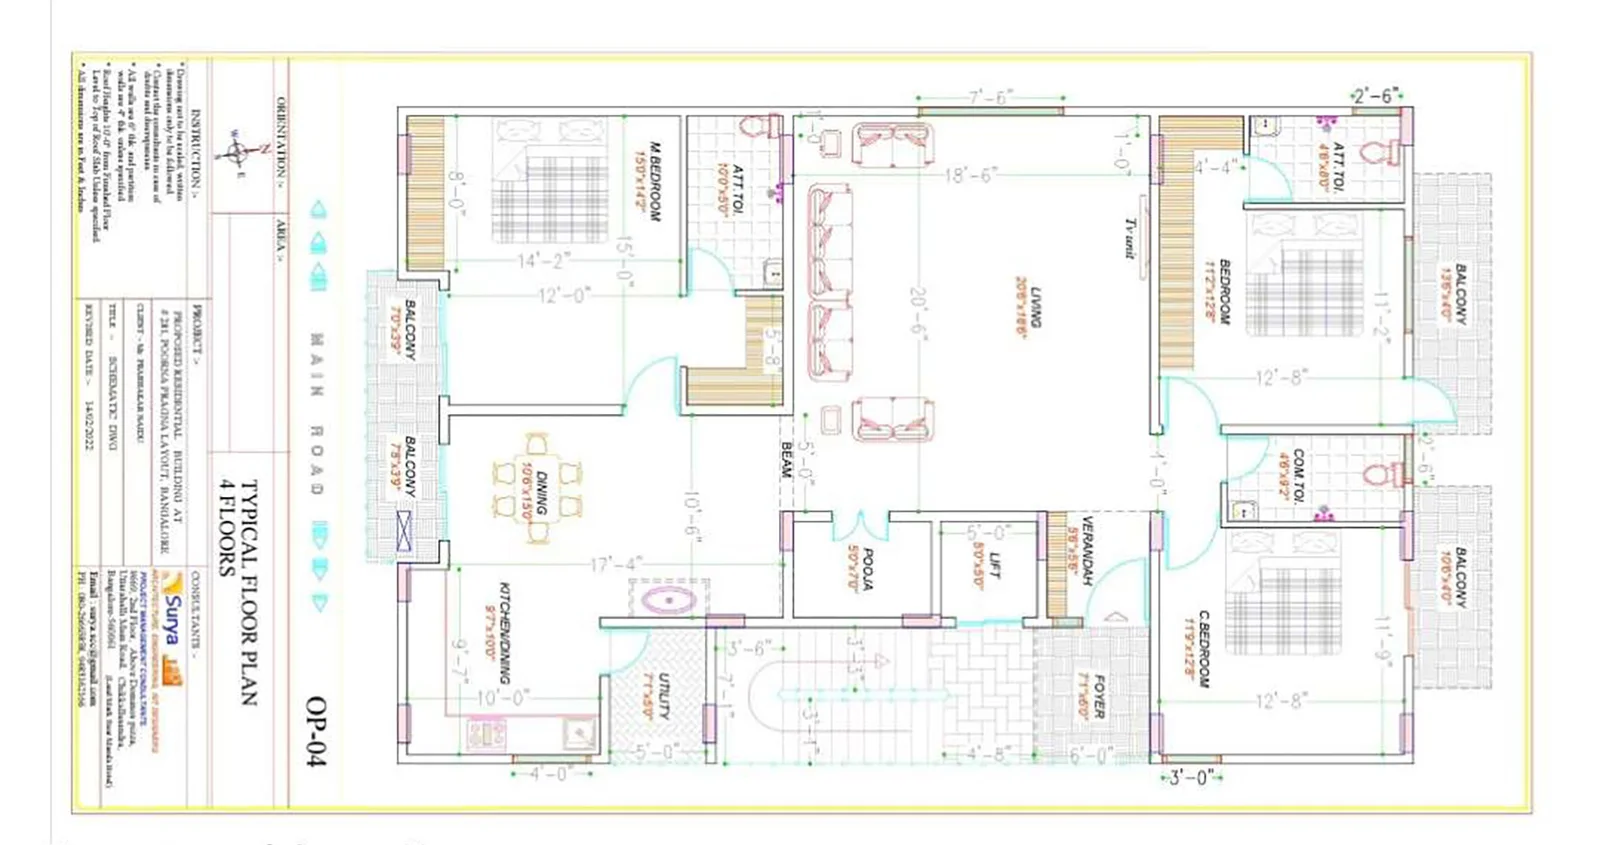 ORIENTATION :-
AREA :-
TYPICAL FLOOR PLAN
4 FLOORS
INSTRUCTION :-
* Drawing not to be scaled, written
dimensions only to be followed
* Contact the consultants in case of
doubts and discrepancies.
* All walls are 6" thk and partition
walls are 4" thk unless specified
* Roof Height: 10'-0" from Finished Floor
Level to Top of Roof Slab Unless specified.
* All dimensions are in Feet & Inches
PROJECT :-
PROPOSED RESIDENTIAL BUILDING AT
# 281, POORNA PRAGNA LAYOUT, BANGALORE
CLIENT :- Mr. PRABHAKAR NAIDU
TITLE :- SCHEMATIC DWG
REVISED DATE :- 14/02/2022
CONSULTANTS :-
Surya
PROJECT MANAGEMENT CONSULTANTS
2nd Floor, Above Dominos pizza,
Uttarahalli Main Road, Chikkallasandra,
Bangalore-560061
MAIN ROAD
OP-04
N
E
W
M.BEDROOM
15'0"x14'2"
8'-0"
14'-2"
15'-0"
12'-0"
5'-8"
ATT.TOI.
10'0"x5'0"
BALCONY
7'0"x3'9"
BALCONY
7'8"x3'9"
DINING
10'6"x15'0"
10'-6"
17'-4"
KITCHEN/DINING
9'7"x10'0"
9'-7"
10'-0"
4'-0"
UTILITY
7'1"x5'0"
5'-0"
7'-6"
1'-0"
18'-6"
LIVING
20'6"x18'6"
20'-6"
Tv unit
BEAM
5'-0"
POOJA
5'0"x7'0"
LIFT
5'0"x5'0"
5'-0"
VERANDAH
5'6"x5'6"
FOYER
7'1"x6'0"
6'-0"
4'-8"
3'-6"
7'-1"
3'-3"
3'-1"
2'-6"
ATT.TOI.
4'6"x8'0"
4'-4"
BEDROOM
11'2"x12'8"
11'-2"
12'-8"
BALCONY
13'6"x4'0"
COM.TOI.
4'6"x9'2"
2'-6"
C.BEDROOM
11'9"x12'8"
11'-9"
12'-8"
BALCONY
10'6"x4'0"
3'-0"